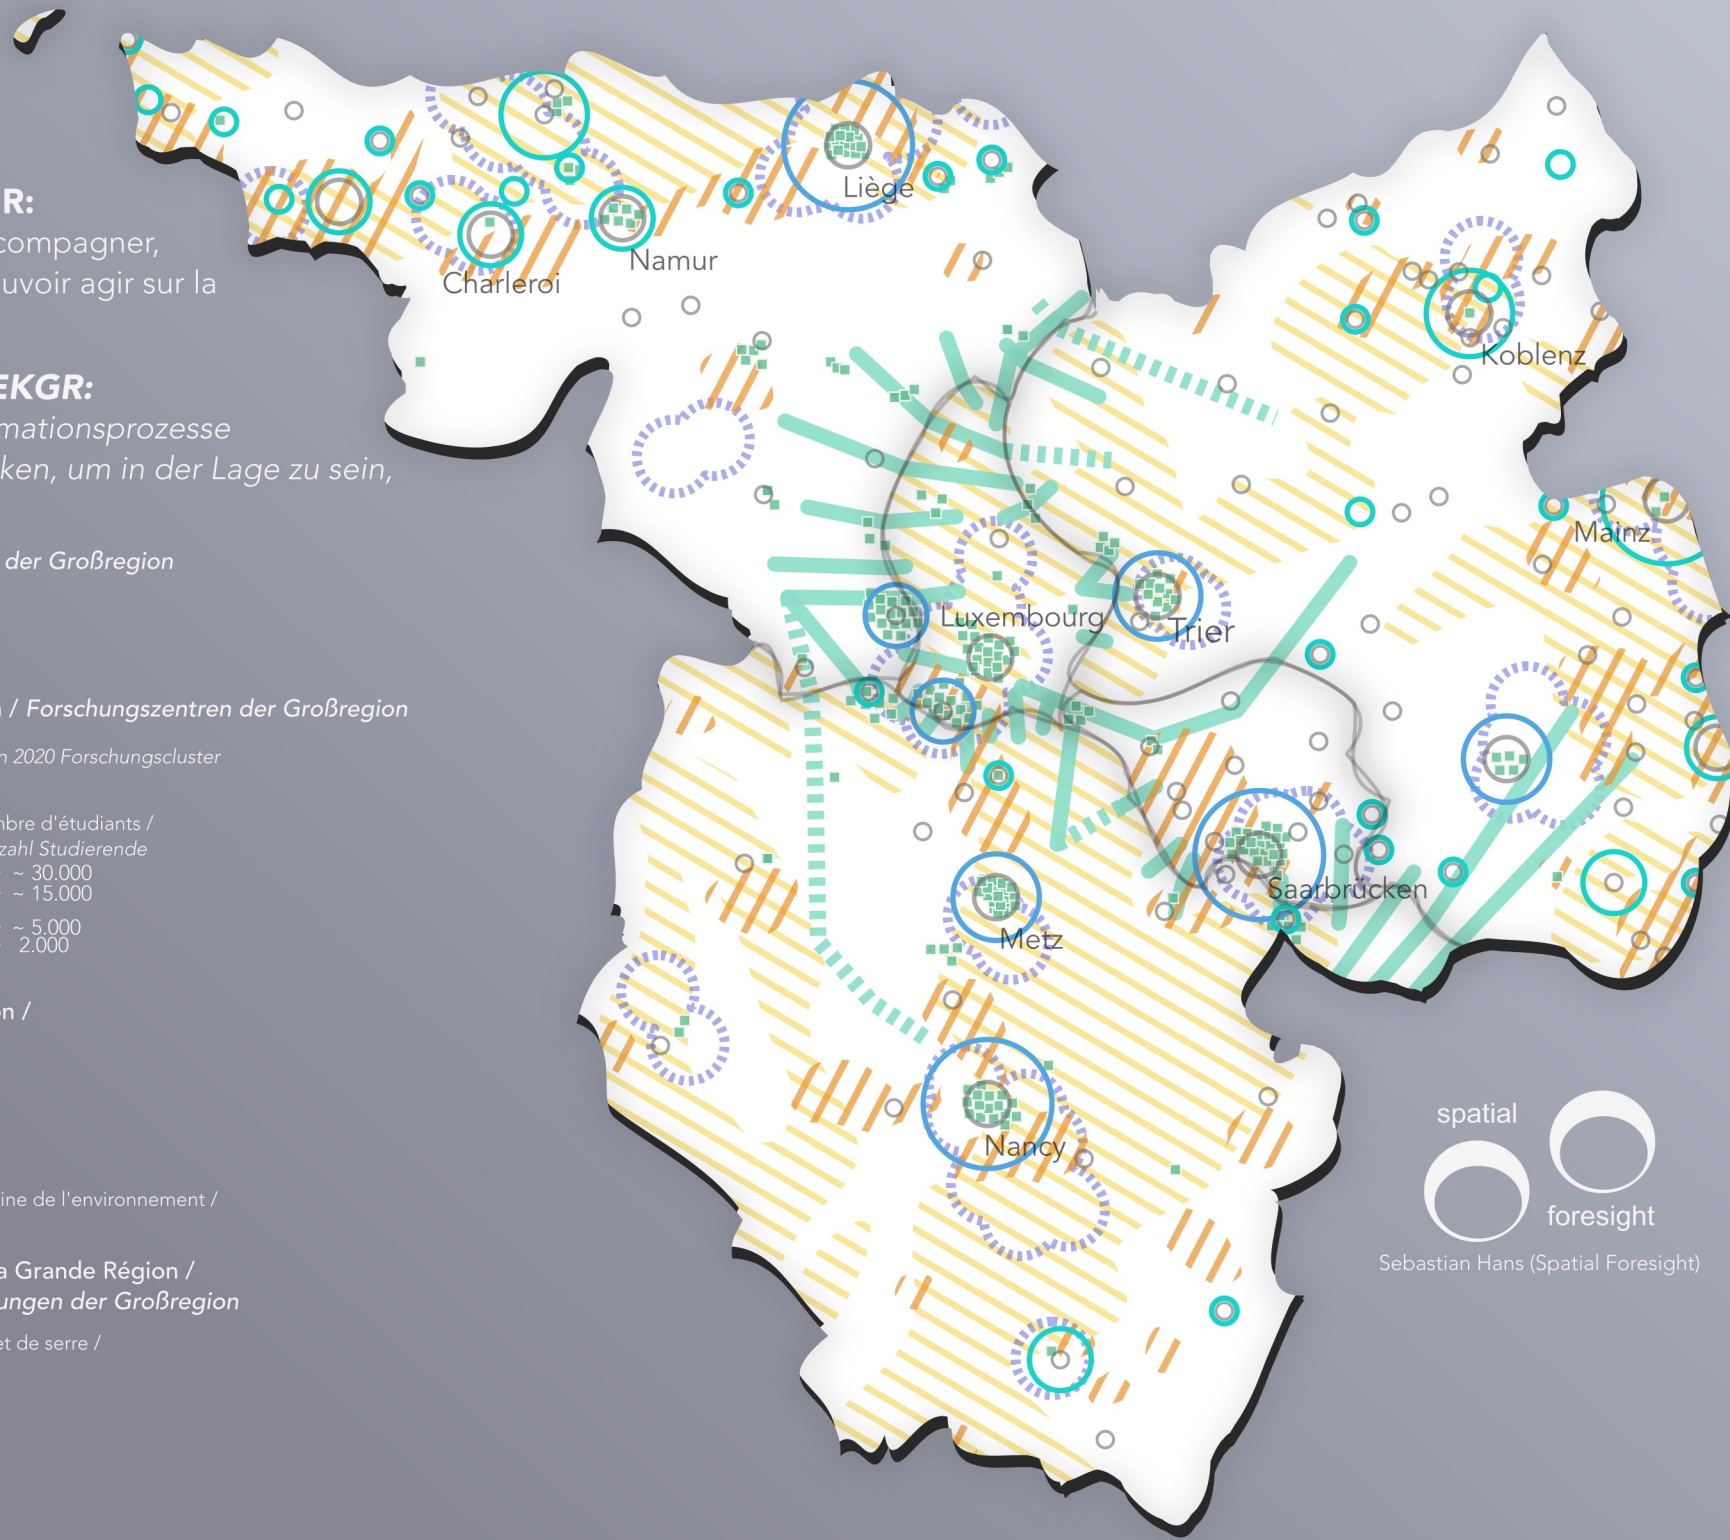 R:
compagner,
uvoir agir sur la
EKGR:
mationsprozesse
ken, um in der Lage zu sein,
der Großregion
/ Forschungszentren der Großregion
n 2020 Forschungscluster
nbre d'étudiants /
zahl Studierende
~ 30.000
~ 15.000
~ 5.000
2.000
on /
ine de l'environnement /
a Grande Région /
ungen der Großregion
et de serre /
Liège
Namur
Charleroi
Koblenz
Mainz
Luxembourg
Trier
Saarbrücken
Metz
Nancy
spatial
foresight
Sebastian Hans (Spatial Foresight)